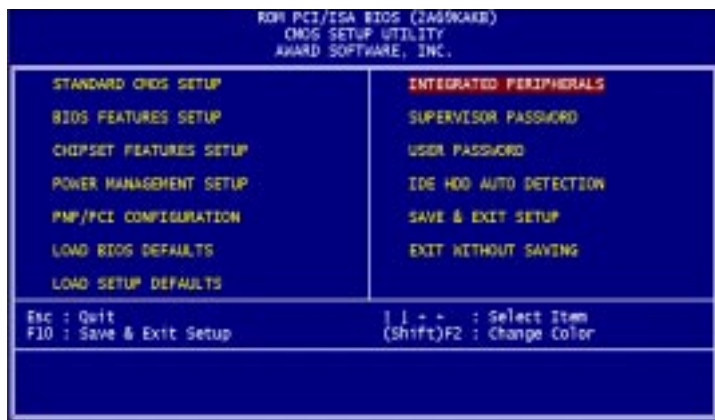 ROM PCI/ISA BIOS (2A69KAKB)
CMOS SETUP UTILITY
AWARD SOFTWARE, INC.
STANDARD CMOS SETUP
BIOS FEATURES SETUP
CHIPSET FEATURES SETUP
POWER MANAGEMENT SETUP
PNP/PCI CONFIGURATION
LOAD BIOS DEFAULTS
LOAD SETUP DEFAULTS
INTEGRATED PERIPHERALS
SUPERVISOR PASSWORD
USER PASSWORD
IDE HDD AUTO DETECTION
SAVE & EXIT SETUP
EXIT WITHOUT SAVING
Esc : Quit
F10 : Save & Exit Setup
: Select Item
(Shift)F2 : Change Color